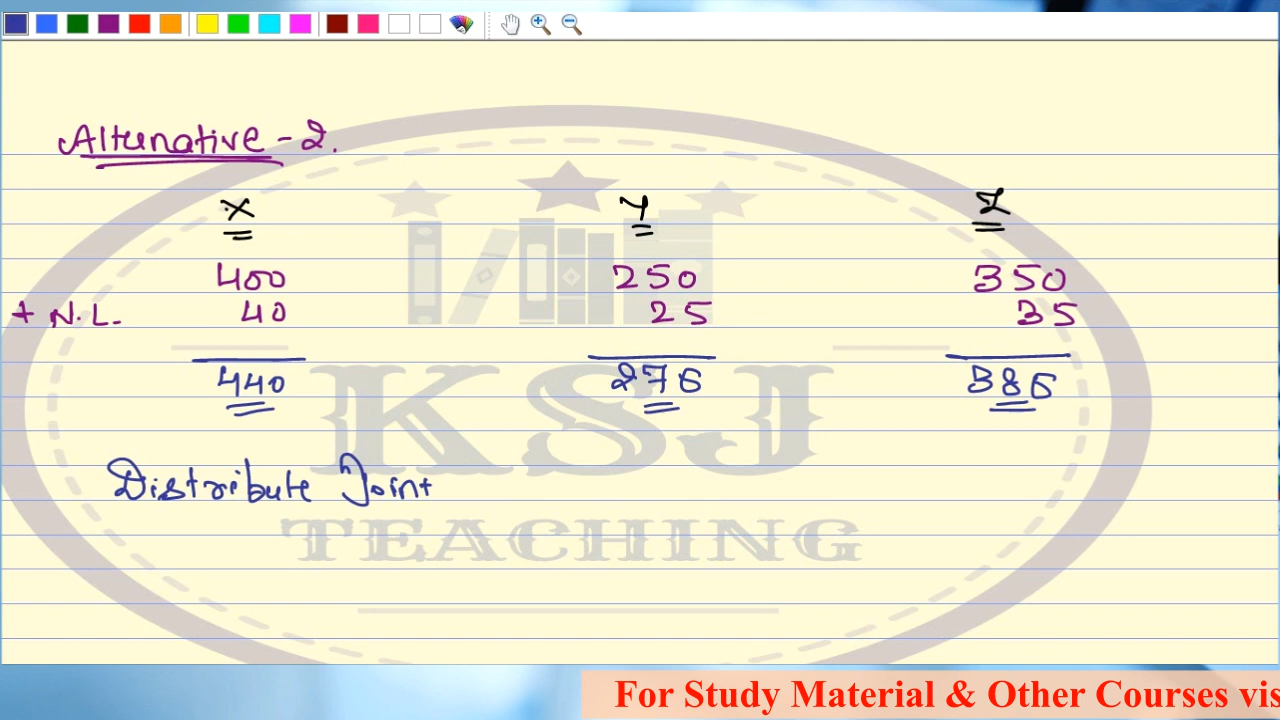 Alternative - 2.
X Y Z
400 250 350
+ N.L. 40 25 35
440 275 385
Distribute Joint
KSJ
TEACHING
For Study Material & Other Courses vis